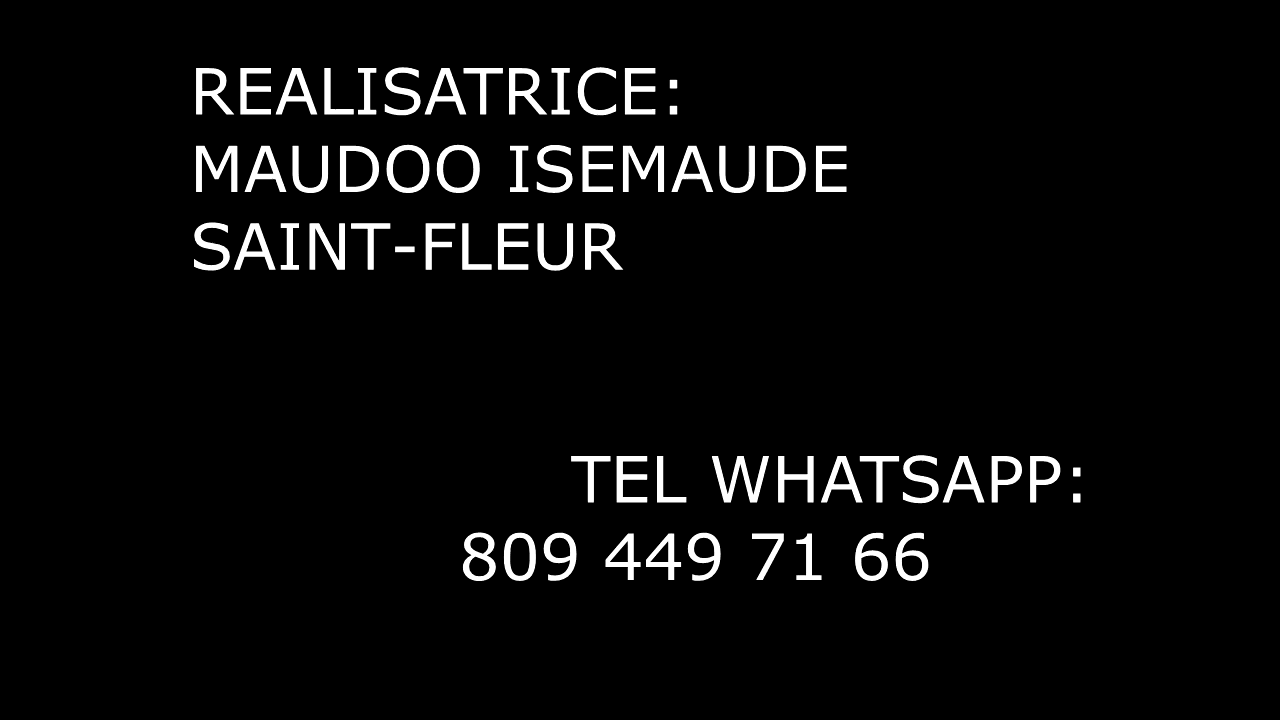 REALISATRICE:
MAUDOO ISEMAUDE
SAINT-FLEUR
TEL WHATSAPP:
809 449 71 66